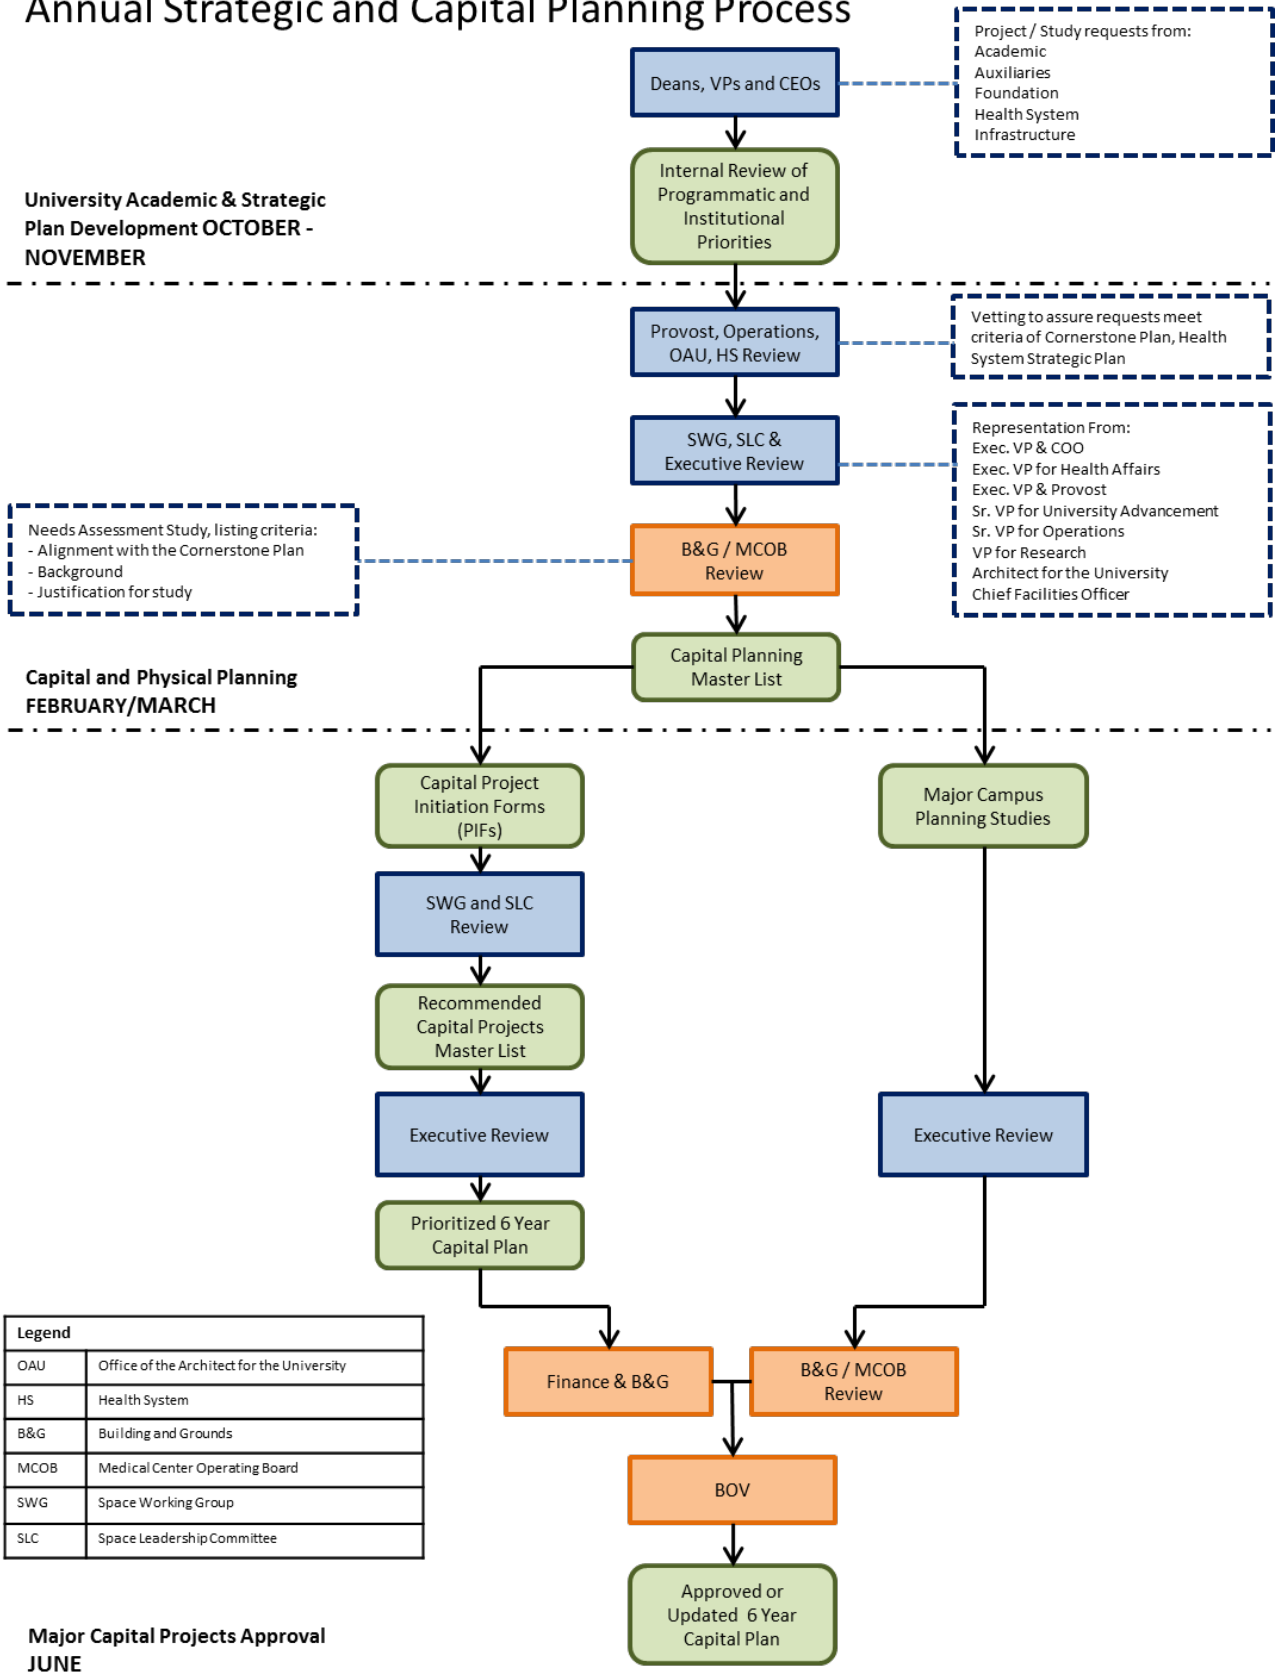 Annual Strategic and Capital Planning Process
Project / Study requests from:
Academic
Auxiliaries
Foundation
Health System
Infrastructure
Deans, VPs and CEOs
Internal Review of
Programmatic and
Institutional
Priorities
University Academic & Strategic
Plan Development OCTOBER -
NOVEMBER
Provost, Operations,
OAU, HS Review
Vetting to assure requests meet
criteria of Cornerstone Plan, Health
System Strategic Plan
SWG, SLC &
Executive Review
Representation From:
Exec. VP & COO
Exec. VP for Health Affairs
Exec. VP & Provost
Sr. VP for University Advancement
Sr. VP for Operations
VP for Research
Architect for the University
Chief Facilities Officer
Needs Assessment Study, listing criteria:
- Alignment with the Cornerstone Plan
- Background
- Justification for study
B&G / MCOB
Review
Capital Planning
Master List
Capital and Physical Planning
FEBRUARY/MARCH
Capital Project
Initiation Forms
(PIFs)
Major Campus
Planning Studies
SWG and SLC
Review
Recommended
Capital Projects
Master List
Executive Review
Executive Review
Prioritized 6 Year
Capital Plan
Finance & B&G
B&G / MCOB
Review
Legend
OAU Office of the Architect for the University
HS Health System
B&G Building and Grounds
MCOB Medical Center Operating Board
SWG Space Working Group
SLC Space Leadership Committee
BOV
Approved or
Updated 6 Year
Capital Plan
Major Capital Projects Approval
JUNE